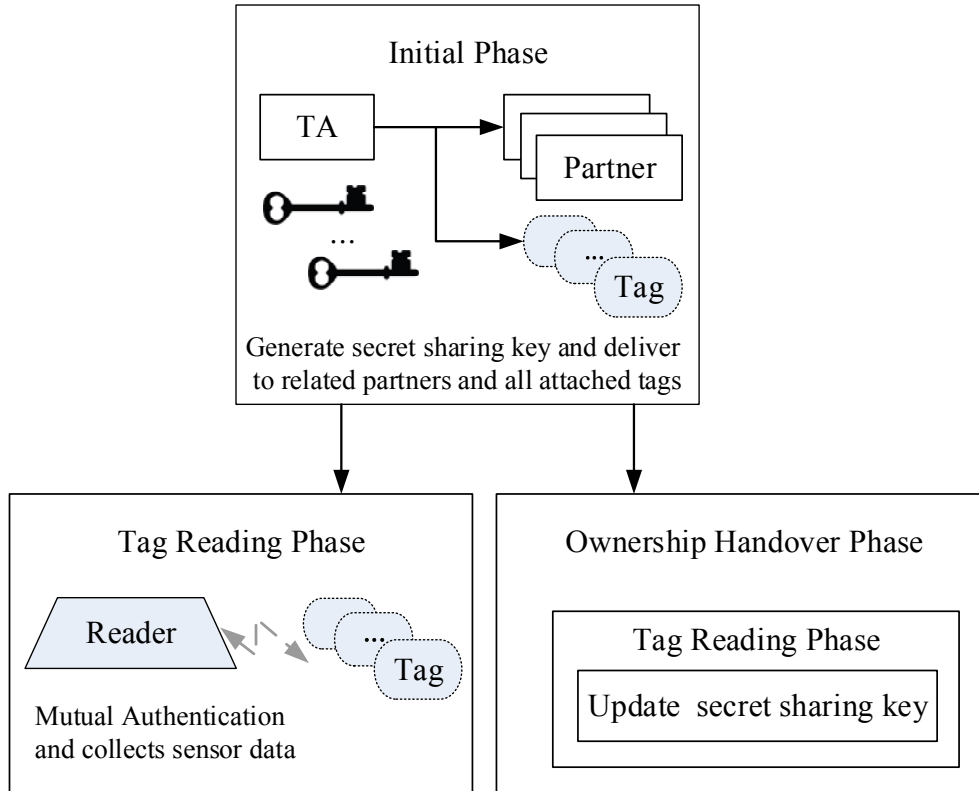 Initial Phase
TA
Partner
...
...
Tag
Generate secret sharing key and deliver
to related partners and all attached tags
Tag Reading Phase
Reader
...
Tag
Mutual Authentication
and collects sensor data
Ownership Handover Phase
Tag Reading Phase
Update secret sharing key